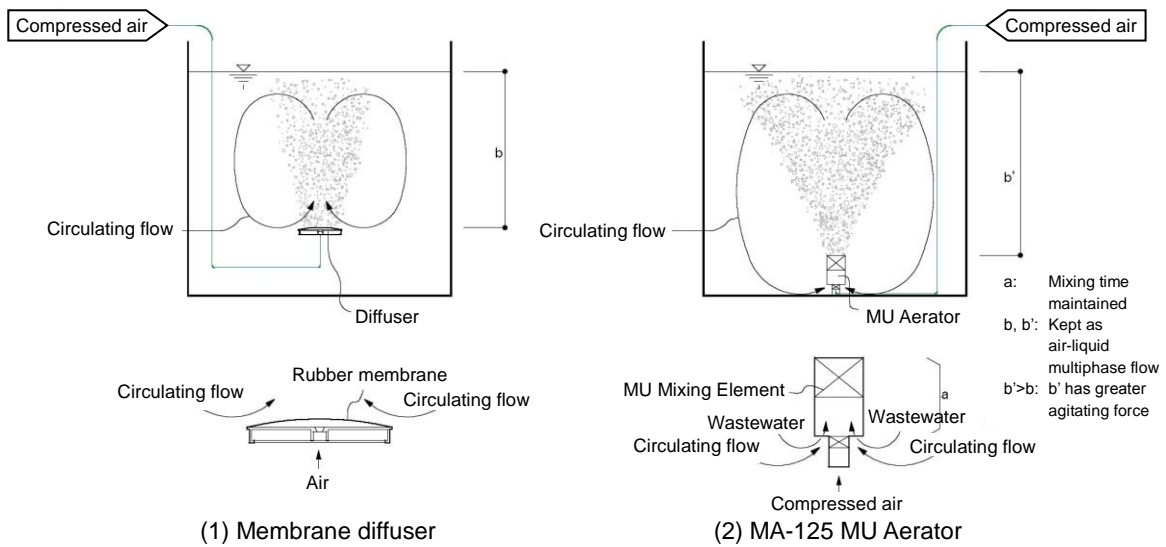 Compressed air
b
Circulating flow
Diffuser
Compressed air
b'
Circulating flow
MU Aerator
a: Mixing time
maintained
b, b': Kept as
air-liquid
multiphase flow
b'>b: b' has greater
agitating force
Circulating flow
Rubber membrane
Circulating flow
Air
(1) Membrane diffuser
MU Mixing Element
a
Wastewater
Wastewater
Circulating flow
Circulating flow
Compressed air
(2) MA-125 MU Aerator